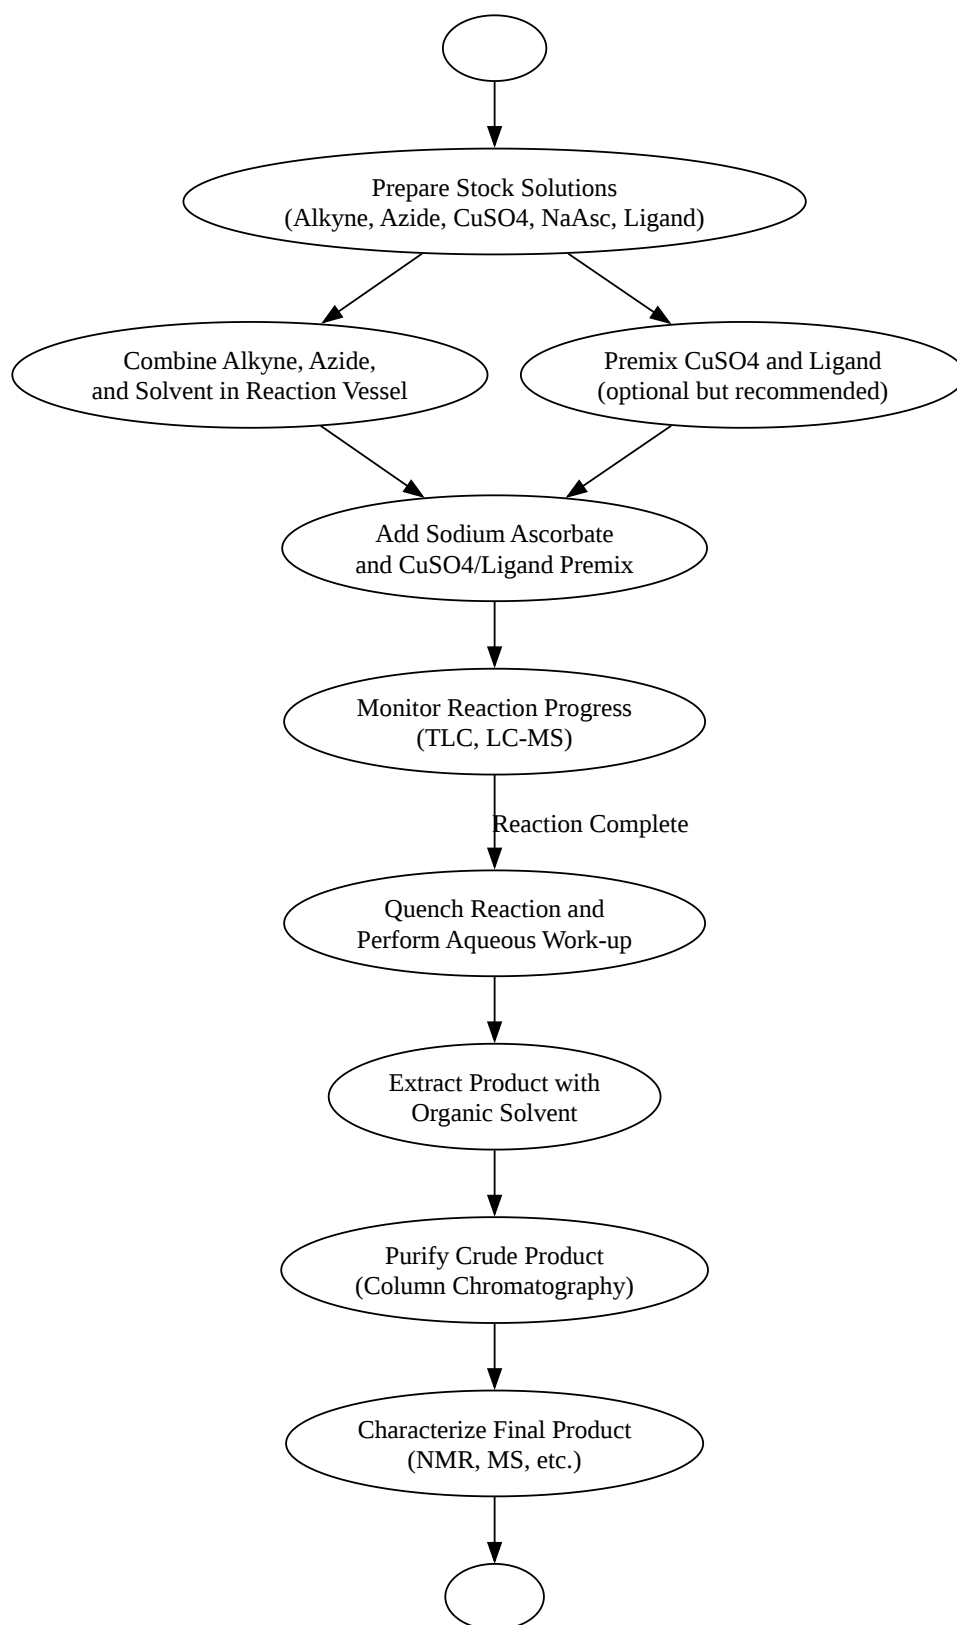 Prepare Stock Solutions
(Alkyne, Azide, CuSO4, NaAsc, Ligand)
Combine Alkyne, Azide,
and Solvent in Reaction Vessel
Premix CuSO4 and Ligand
(optional but recommended)
Add Sodium Ascorbate
and CuSO4/Ligand Premix
Monitor Reaction Progress
(TLC, LC-MS)
Reaction Complete
Quench Reaction and
Perform Aqueous Work-up
Extract Product with
Organic Solvent
Purify Crude Product
(Column Chromatography)
Characterize Final Product
(NMR, MS, etc.)